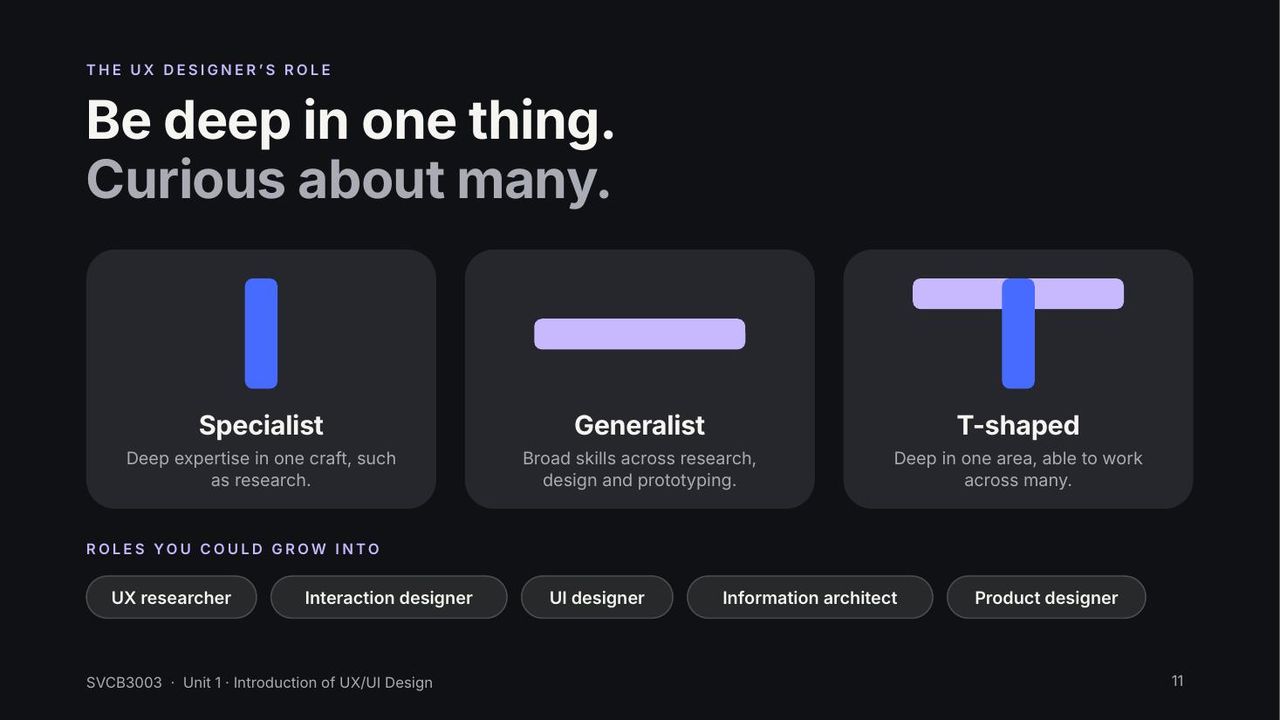 THE UX DESIGNER’S ROLE
Be deep in one thing.
Curious about many.
Specialist
Deep expertise in one craft, such
as research.
Generalist
Broad skills across research,
design and prototyping.
T-shaped
Deep in one area, able to work
across many.
ROLES YOU COULD GROW INTO
UX researcher
Interaction designer
UI designer
Information architect
Product designer
SVCB3003 · Unit 1 · Introduction of UX/UI Design
11